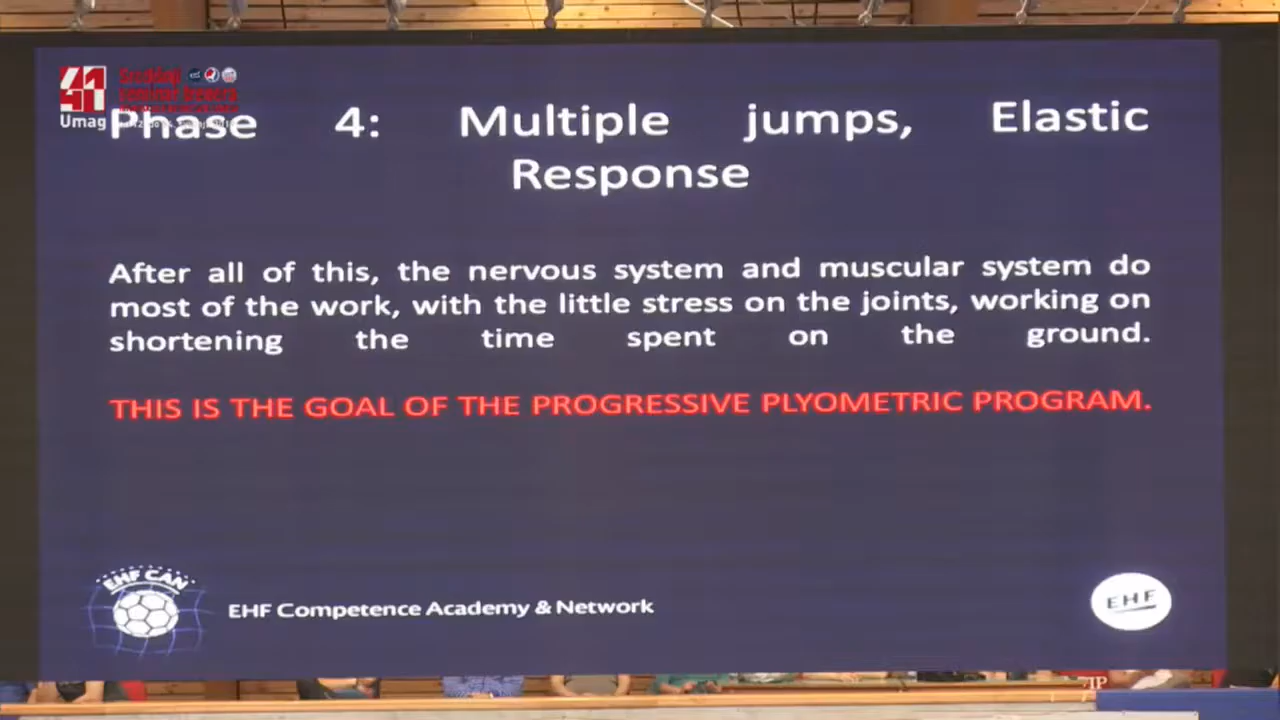 41
Umag
Phase 4: Multiple jumps, Elastic
Response
After all of this, the nervous system and muscular system do
most of the work, with the little stress on the joints, working on
shortening the time spent on the ground.
THIS IS THE GOAL OF THE PROGRESSIVE PLYOMETRIC PROGRAM.
EHF CAN
EHF Competence Academy & Network
EHF